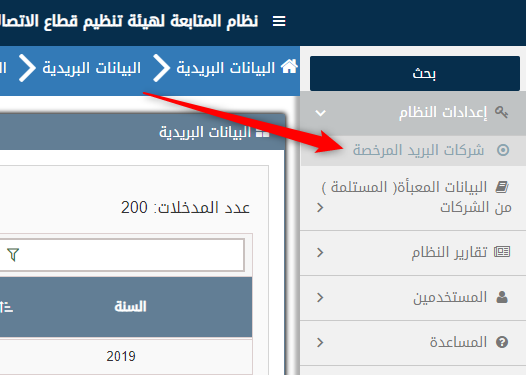 نظام المتابعة لهيئة تنظيم قطاع الاتصا
البيانات البريدية
البيانات البريدية
بحث
إعدادات النظام
شركات البريد المرخصة
البيانات المعبأة( المستلمة )
من الشركات
تقارير النظام
المستخدمين
المساعدة
البيانات البريدية
عدد المدخلات: 200
السنة
2019